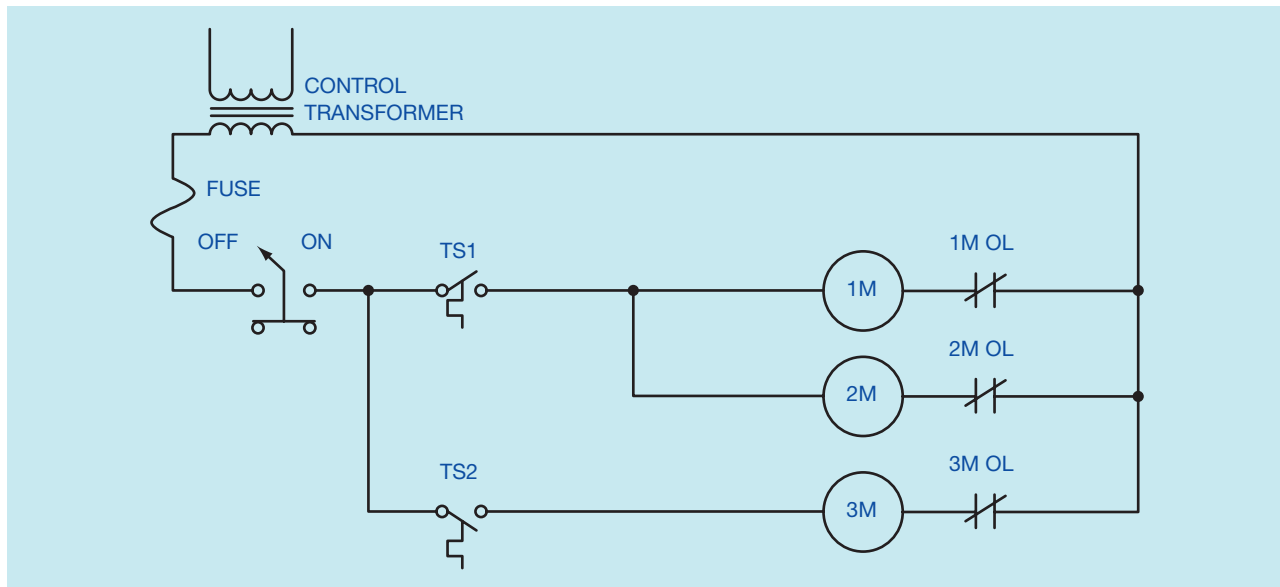 CONTROL
TRANSFORMER
FUSE
OFF ON
TS1
1M OL
1M
2M OL
2M
TS2
3M OL
3M